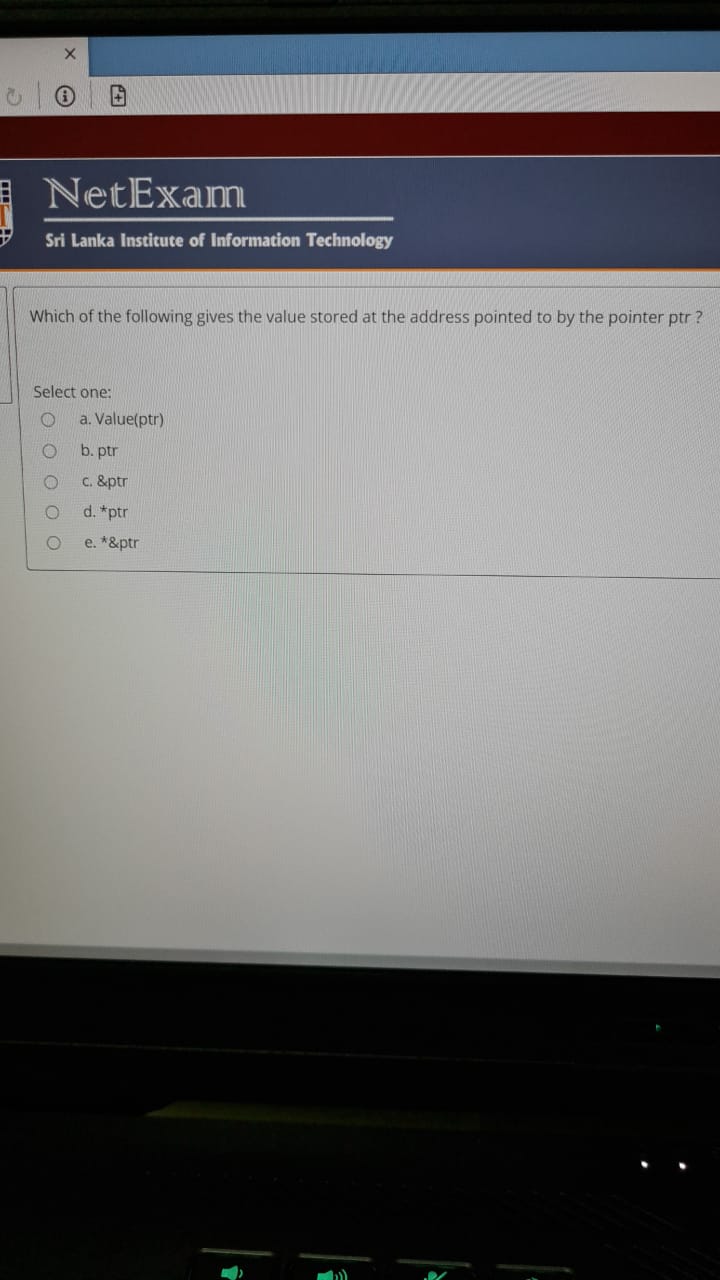 NetExam
Sri Lanka Institute of Information Technology
Which of the following gives the value stored at the address pointed to by the pointer ptr ?
Select one:
a. Value(ptr)
b. ptr
c. &ptr
d. *ptr
e. *&ptr